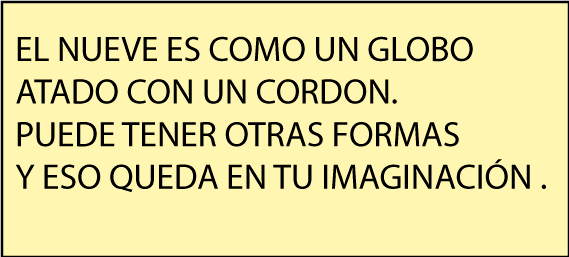 EL NUEVE ES COMO UN GLOBO
ATADO CON UN CORDON.
PUEDE TENER OTRAS FORMAS
Y ESO QUEDA EN TU IMAGINACIÓN .